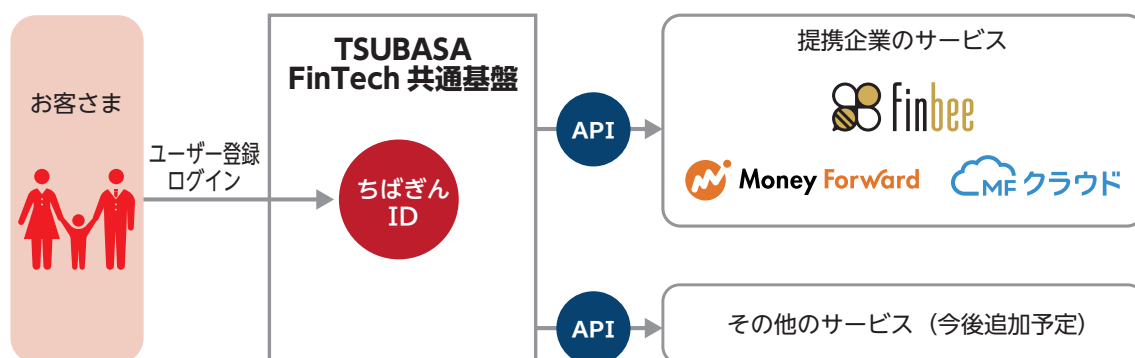 お客さま
ユーザー登録
ログイン
TSUBASA
FinTech 共通基盤
ちばぎん
ID
API
提携企業のサービス
finbee
Money Forward
MFクラウド
API
その他のサービス（今後追加予定）